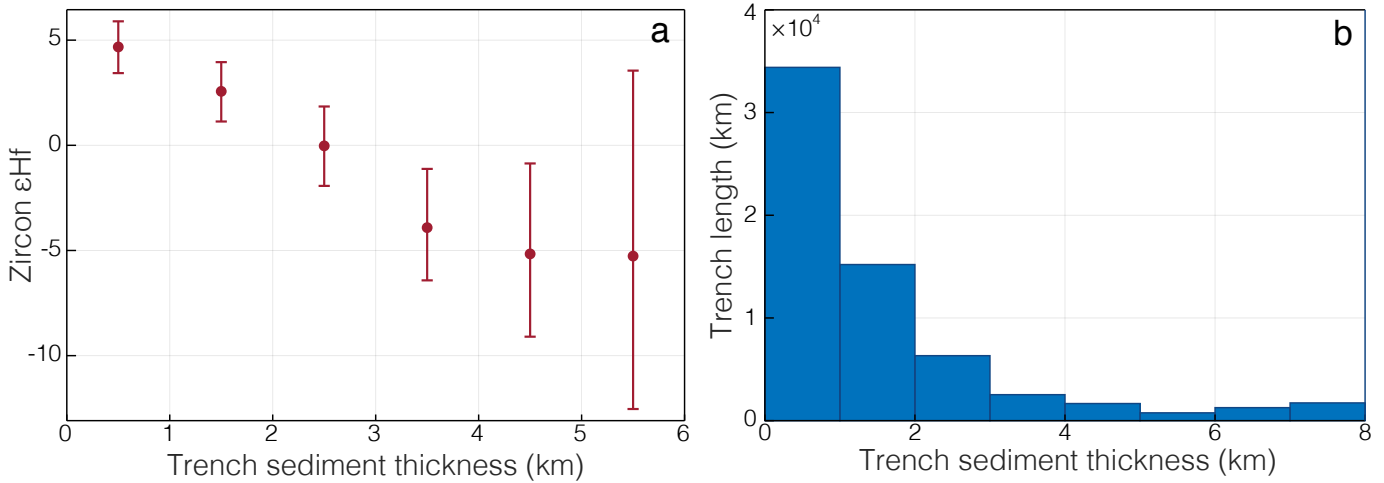 a
5
0
-5
-10
Zircon εHf
0 1 2 3 4 5 6
Trench sediment thickness (km)
b
×10⁴
4
3
2
1
0
Trench length (km)
0 2 4 6 8
Trench sediment thickness (km)